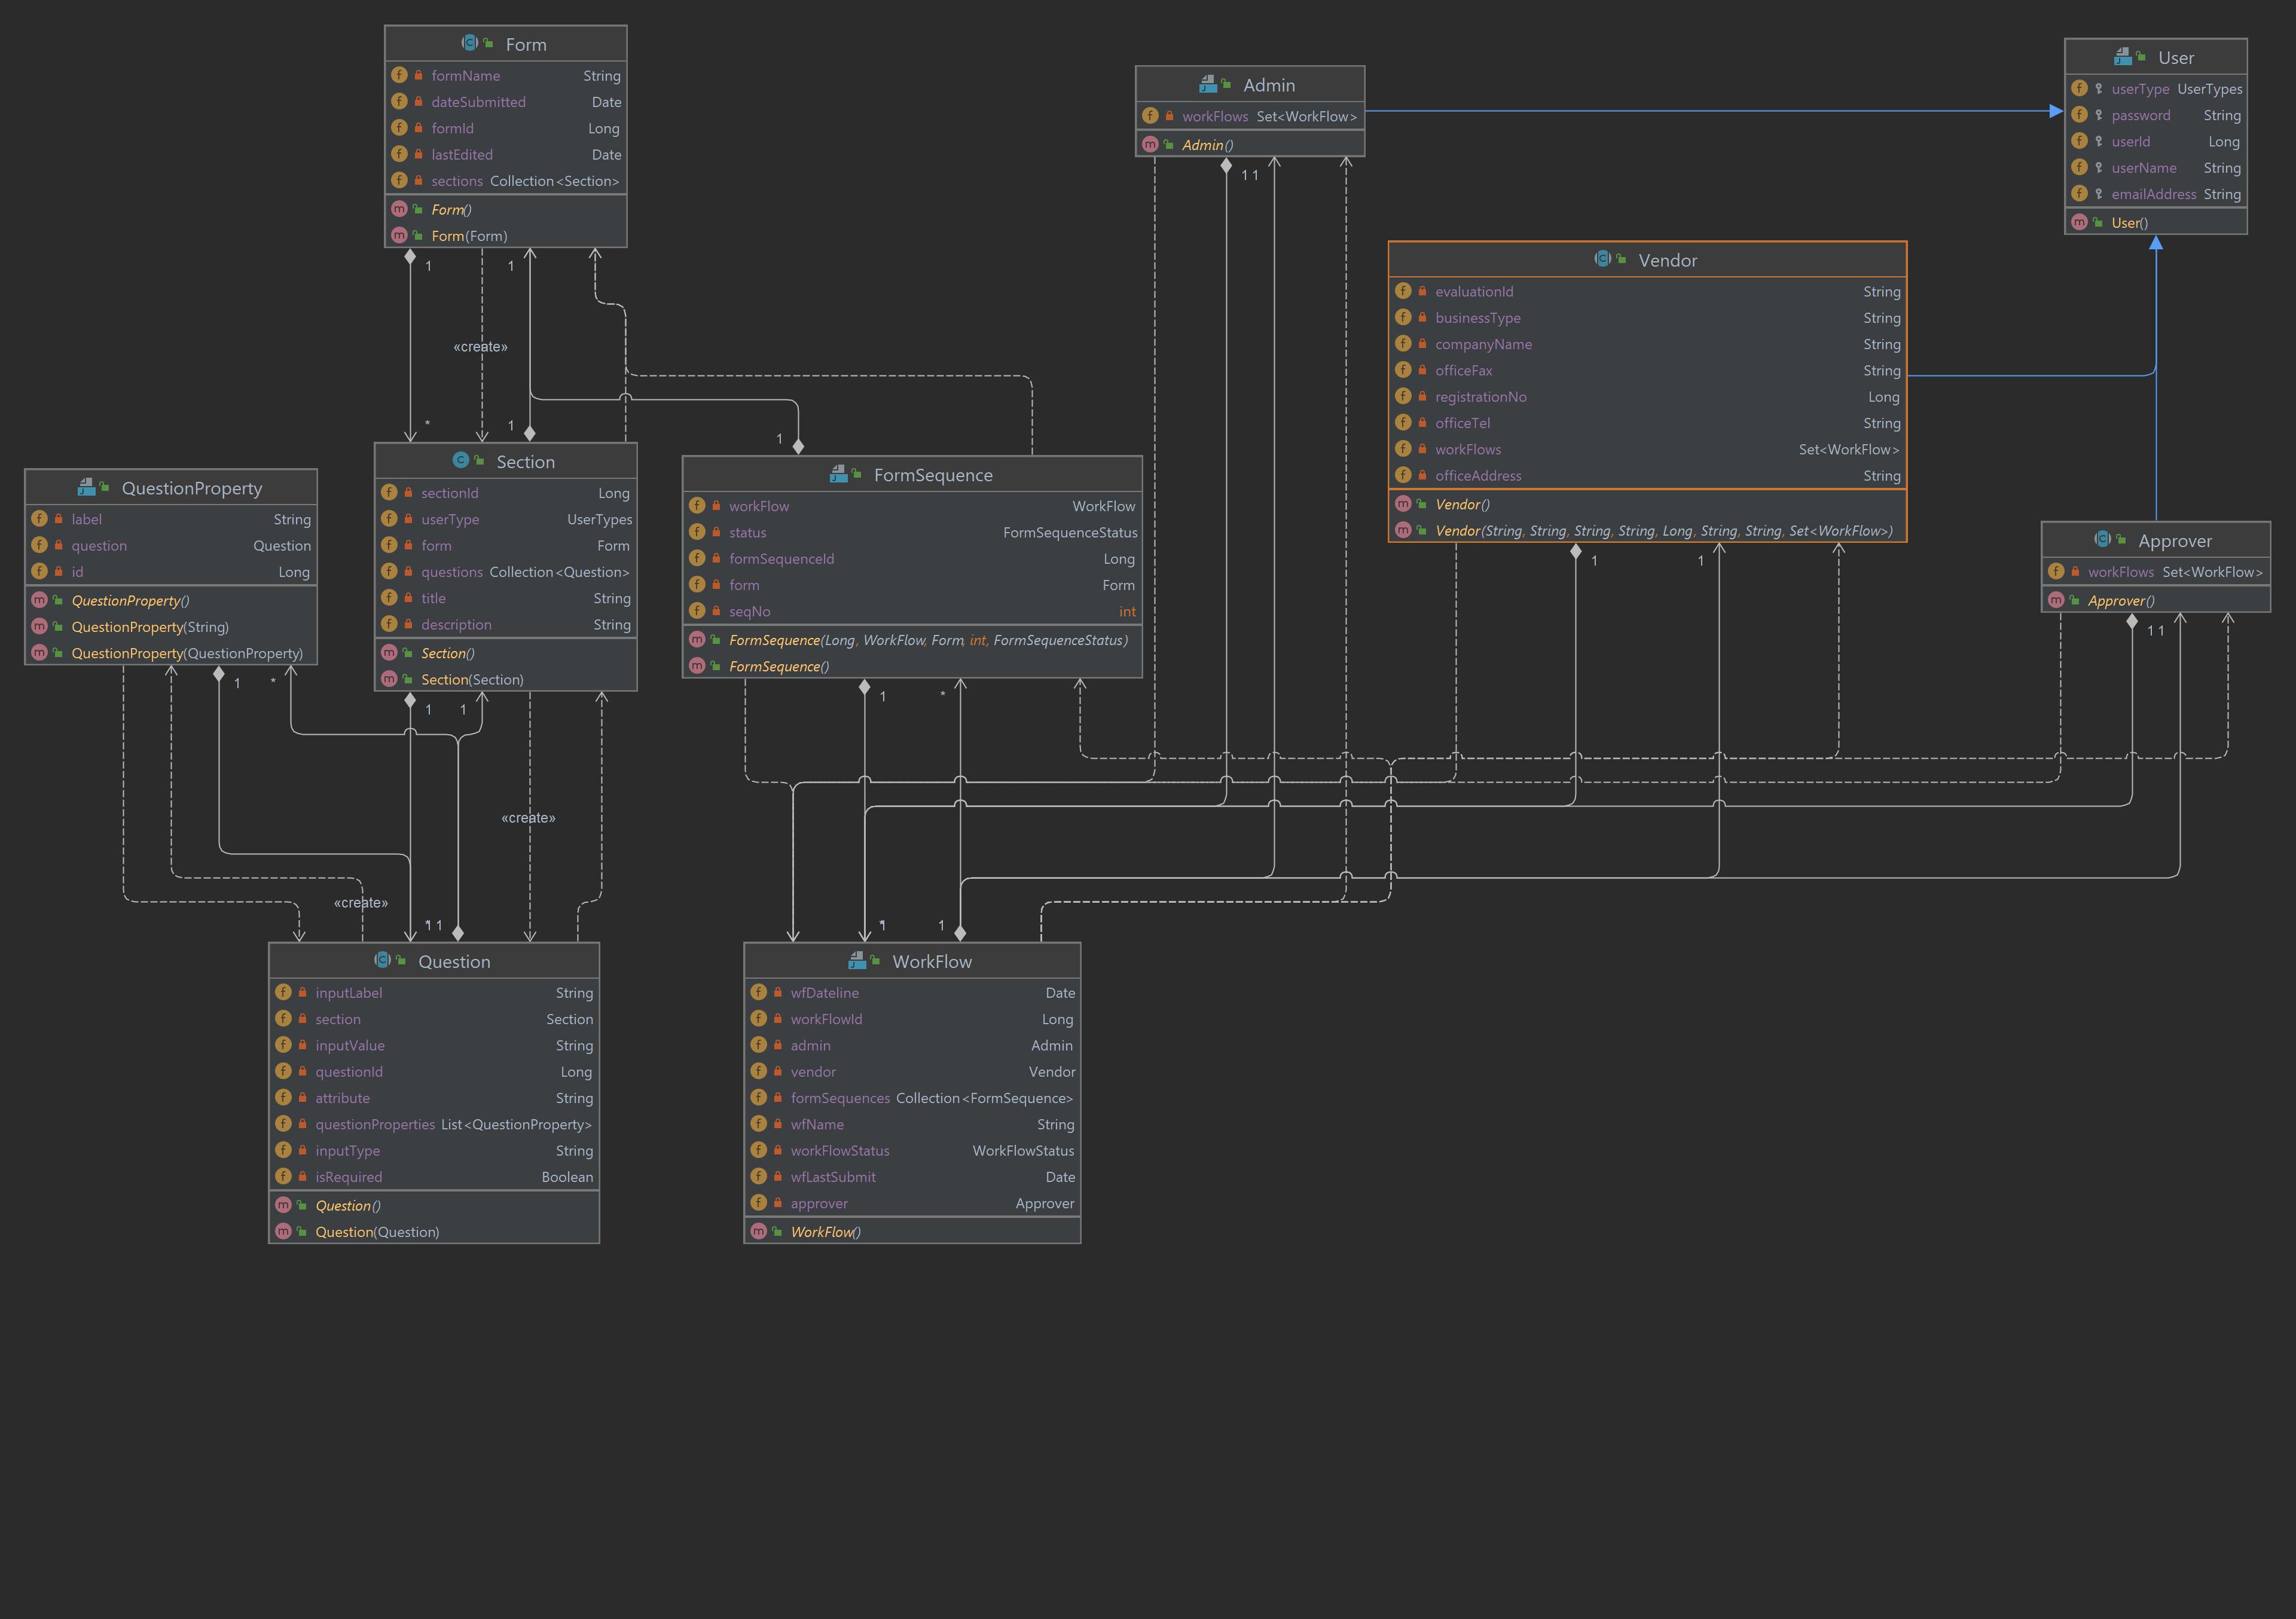 Form
formName String
dateSubmitted Date
formId Long
lastEdited Date
sections Collection<Section>
Form()
Form(Form)
Admin
workFlows Set<WorkFlow>
Admin()
1 1
User
userType UserTypes
password String
userId Long
userName String
emailAddress String
User()
Vendor
evaluationId String
businessType String
companyName String
officeFax String
registrationNo Long
officeTel String
workFlows Set<WorkFlow>
officeAddress String
Vendor()
Vendor(String, String, String, String, Long, String, String, Set<WorkFlow>)
1 1
1 1
«create»
* 1
1
Section
sectionId Long
userType UserTypes
form Form
questions Collection<Question>
title String
description String
Section()
Section(Section)
1 1
FormSequence
workFlow WorkFlow
status FormSequenceStatus
formSequenceId Long
form Form
seqNo int
FormSequence(Long, WorkFlow, Form, int, FormSequenceStatus)
FormSequence()
1 *
QuestionProperty
label String
question Question
id Long
QuestionProperty()
QuestionProperty(String)
QuestionProperty(QuestionProperty)
1 *
Approver
workFlows Set<WorkFlow>
Approver()
1 1
«create»
«create»
1 1
1 1
Question
inputLabel String
section Section
inputValue String
questionId Long
attribute String
questionProperties List<QuestionProperty>
inputType String
isRequired Boolean
Question()
Question(Question)
WorkFlow
wfDateline Date
workFlowId Long
admin Admin
vendor Vendor
formSequences Collection<FormSequence>
wfName String
workFlowStatus WorkFlowStatus
wfLastSubmit Date
approver Approver
WorkFlow()